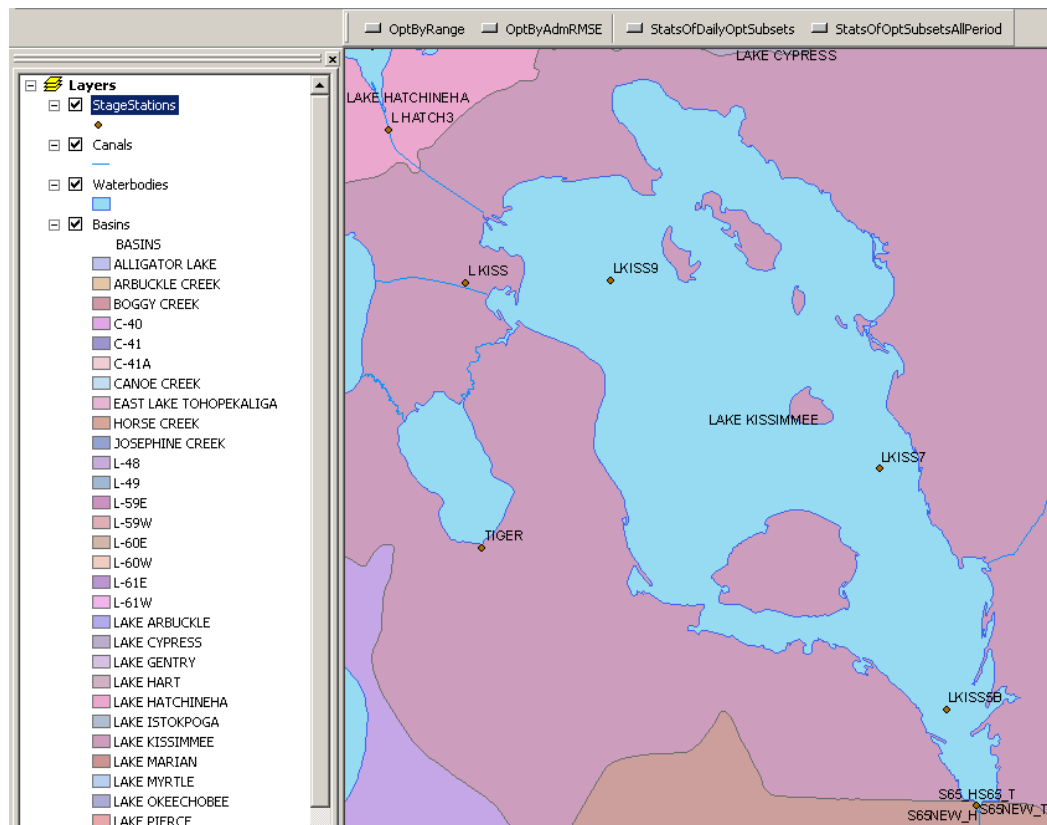 OptByRange OptByAdmRMSE StatsOfDailyOptSubsets StatsOfOptSubsetsAllPeriod
Layers
StageStations
Canals
Waterbodies
Basins
BASINS
ALLIGATOR LAKE
ARBUCKLE CREEK
BOGGY CREEK
C-40
C-41
C-41A
CANOE CREEK
EAST LAKE TOHOPEKALIGA
HORSE CREEK
JOSEPHINE CREEK
L-48
L-49
L-59E
L-59W
L-60E
L-60W
L-61E
L-61W
LAKE ARBUCKLE
LAKE CYPRESS
LAKE GENTRY
LAKE HART
LAKE HATCHINEHA
LAKE ISTOKPOGA
LAKE KISSIMMEE
LAKE MARIAN
LAKE MYRTLE
LAKE OKEECHOBEE
LAKE PIERCE
LAKE CYPRESS
LAKE HATCHINEHA
L HATCH3
L KISS
LKISS9
LAKE KISSIMMEE
LKISS7
TIGER
LKISS5B
S65_H S65_T
S65NEW_H S65NEW_T